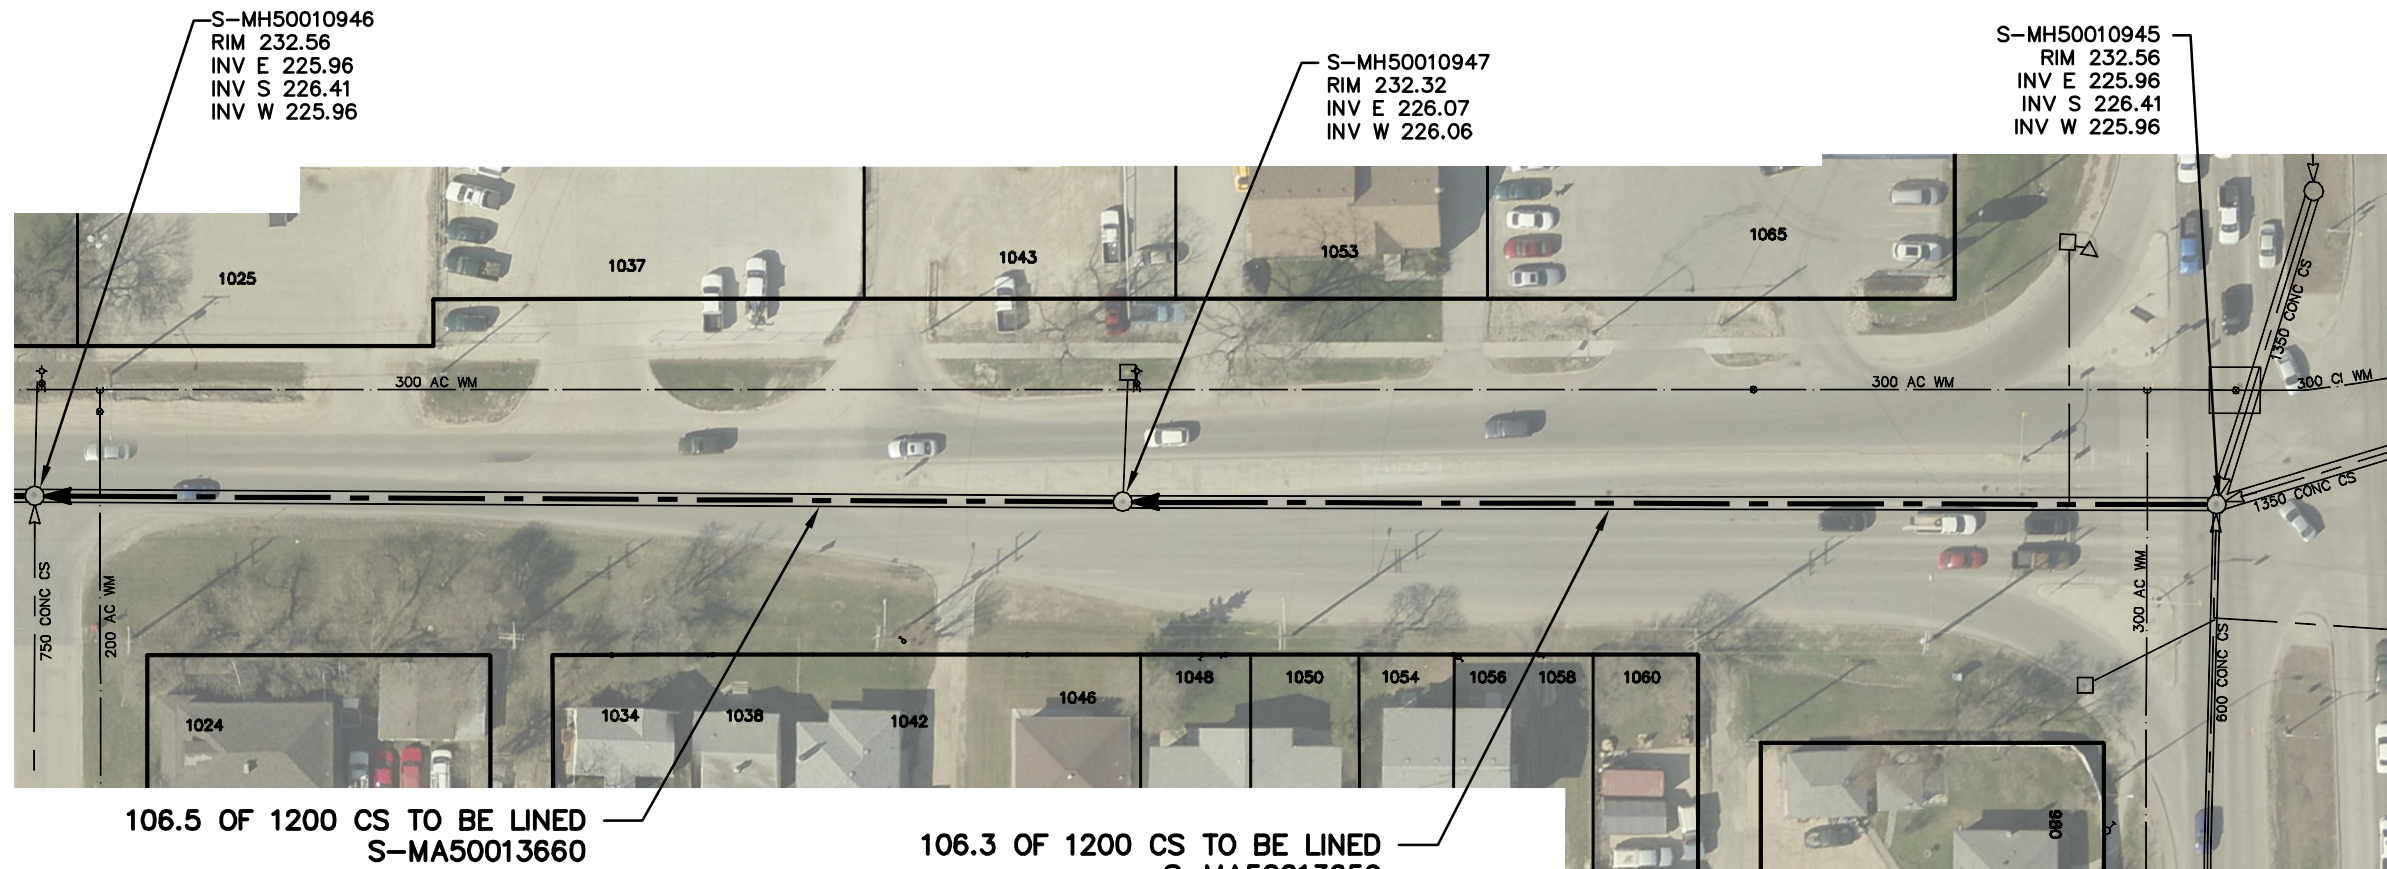 S-MH50010946
RIM 232.56
INV E 225.96
INV S 226.41
INV W 225.96
S-MH50010947
RIM 232.32
INV E 226.07
INV W 226.06
S-MH50010945
RIM 232.56
INV E 225.96
INV S 226.41
INV W 225.96
1025
1037
1043
1053
1065
300 AC WM
300 AC WM
300 CI WM
1350 CONC CS
1350 CONC CS
750 CONC CS
200 AC WM
300 AC WM
600 CONC CS
1024
1034
1038
1042
1046
1048
1050
1054
1056
1058
1060
980
106.5 OF 1200 CS TO BE LINED
S-MA50013660
106.3 OF 1200 CS TO BE LINED